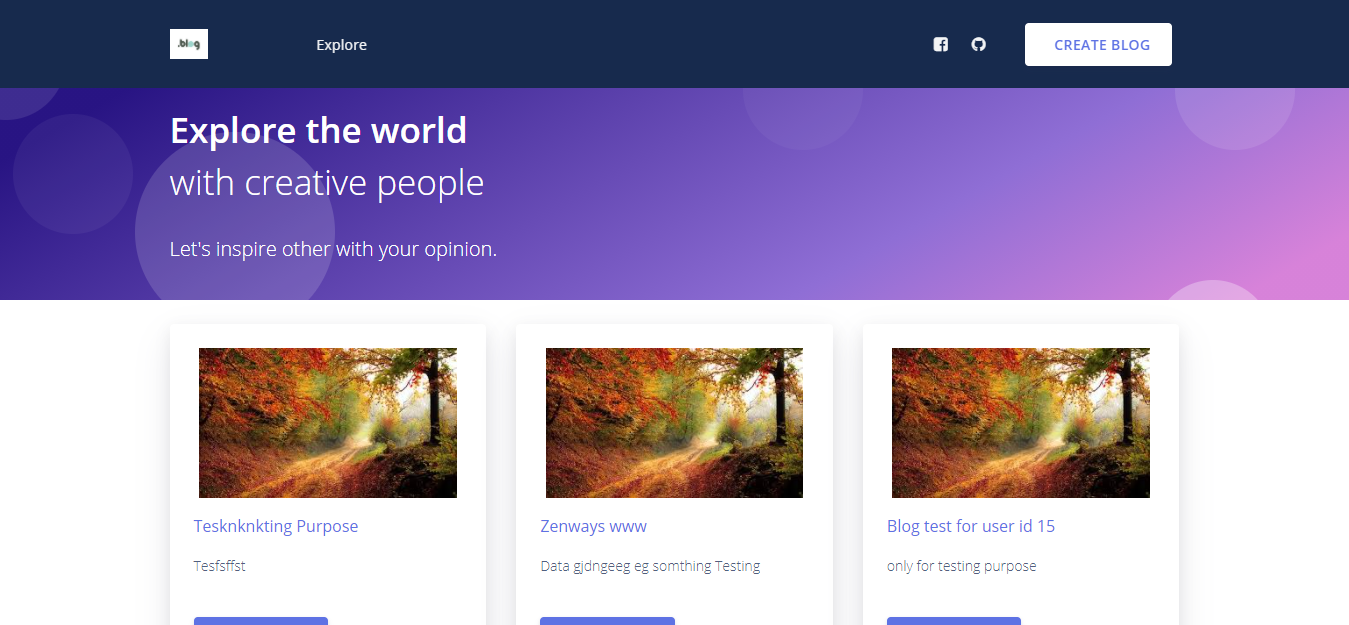 .blog
Explore
CREATE BLOG
Explore the world
with creative people
Let's inspire other with your opinion.
Tesknknkting Purpose
Zenways www
Blog test for user id 15
Tesfsffst
Data gjdngeeg eg somthing Testing
only for testing purpose